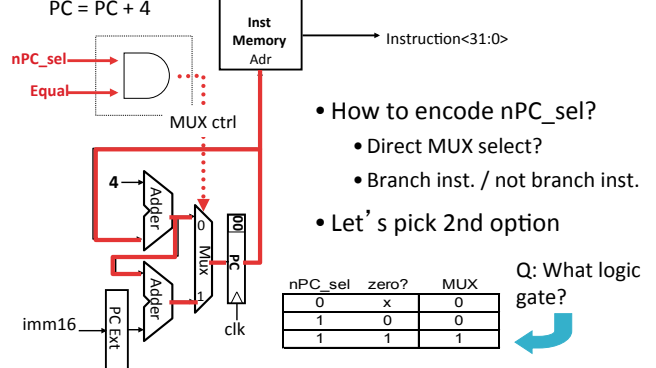 PC = PC + 4
Inst
Memory
Adr
Instruction<31:0>
nPC_sel
Equal
MUX ctrl
• How to encode nPC_sel?
• Direct MUX select?
• Branch inst. / not branch inst.
• Let's pick 2nd option
4
Adder
Adder
0
Mux
1
00
PC
clk
imm16
PC Ext
nPC_sel zero? MUX
0 x 0
1 0 0
1 1 1
Q: What logic
gate?